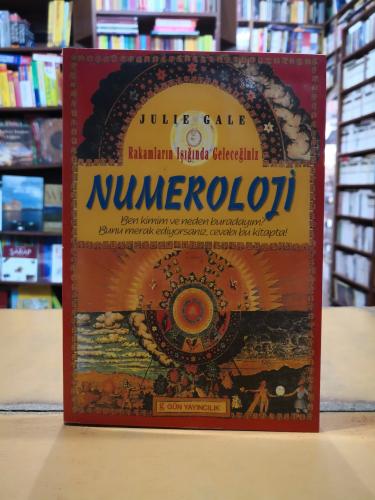 JULIE GALE
Rakamların Işığında Geleceğiniz
NUMEROLOJİ
Ben kimim ve neden buradayım?
Bunu merak ediyorsanız, cevabı bu kitapta!
GÜN YAYINCILIK
ŞARAP